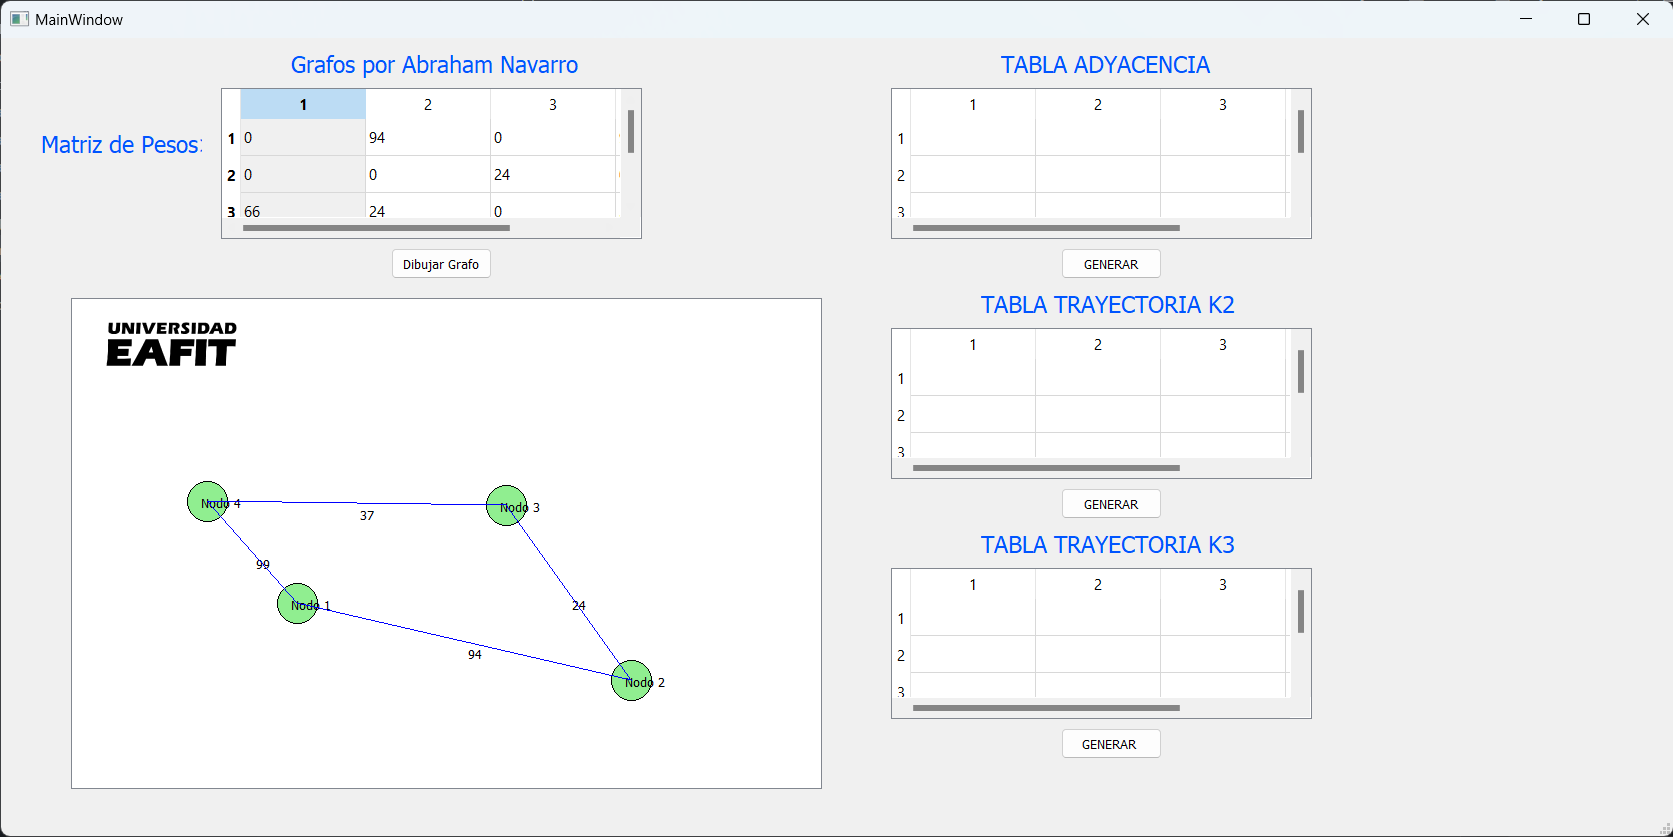 MainWindow
Grafos por Abraham Navarro
Matriz de Pesos:
1 2 3
1 0 94 0
2 0 0 24
3 66 24 0
Dibujar Grafo
UNIVERSIDAD
EAFIT
Nodo 4
37
Nodo 3
99
Nodo 1
24
94
Nodo 2
TABLA ADYACENCIA
1 2 3
1
2
3
GENERAR
TABLA TRAYECTORIA K2
1 2 3
1
2
3
GENERAR
TABLA TRAYECTORIA K3
1 2 3
1
2
3
GENERAR